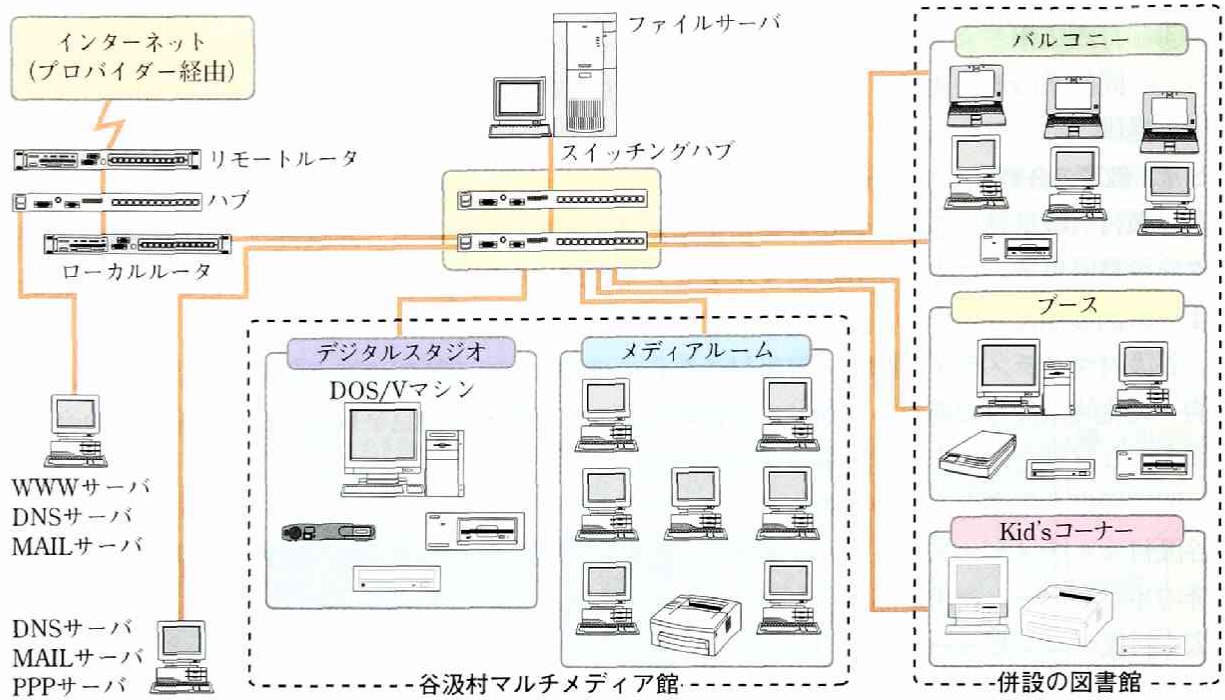 インターネット
(プロバイダー経由)
リモートルータ
ハブ
ローカルルータ
ファイルサーバ
スイッチングハブ
バルコニー
ブース
Kid'sコーナー
併設の図書館
デジタルスタジオ
DOS/Vマシン
メディアルーム
谷汲村マルチメディア館
WWWサーバ
DNSサーバ
MAILサーバ
DNSサーバ
MAILサーバ
PPPサーバ